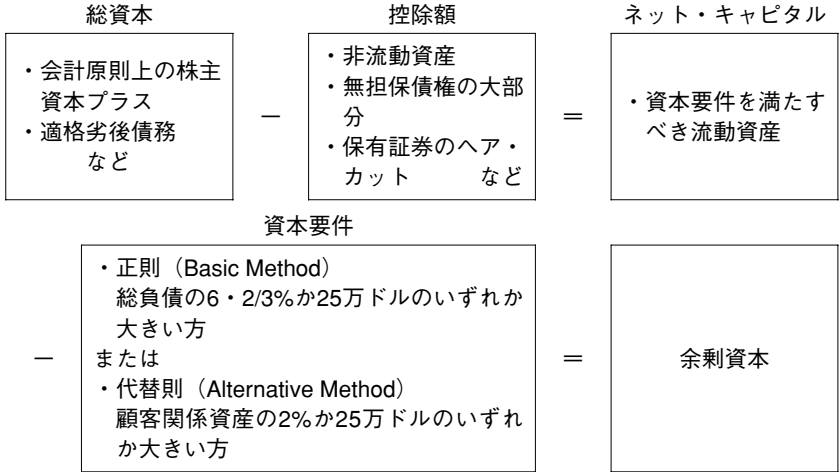 総資本
控除額
ネット・キャピタル
・会計原則上の株主
資本プラス
・適格劣後債務
など
−
・非流動資産
・無担保債権の大部
分
・保有証券のヘア・
カット など
=
・資本要件を満たす
べき流動資産
資本要件
−
・正則（Basic Method）
総負債の6・2/3%か25万ドルのいずれか
大きい方
または
・代替則（Alternative Method）
顧客関係資産の2%か25万ドルのいずれ
か大きい方
=
余剰資本